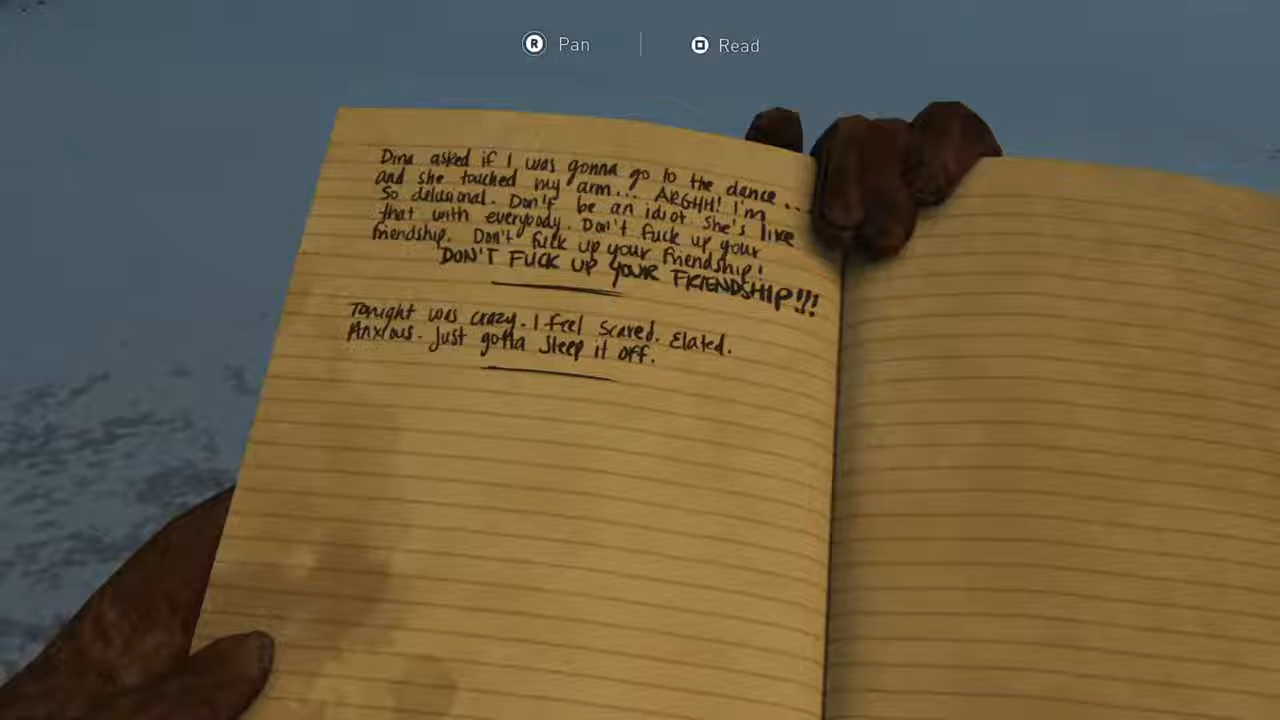 R Pan | Read
Dina asked if I was gonna go to the dance...
and she touched my arm... ARGHH! I'm
so delusional. Don't be an idiot. She's like
that with everybody. Don't fuck up your
friendship. Don't fuck up your friendship!
DON'T FUCK UP YOUR FRIENDSHIP!!!
Tonight was crazy. I feel scared. Elated.
Anxious. Just gotta sleep it off.